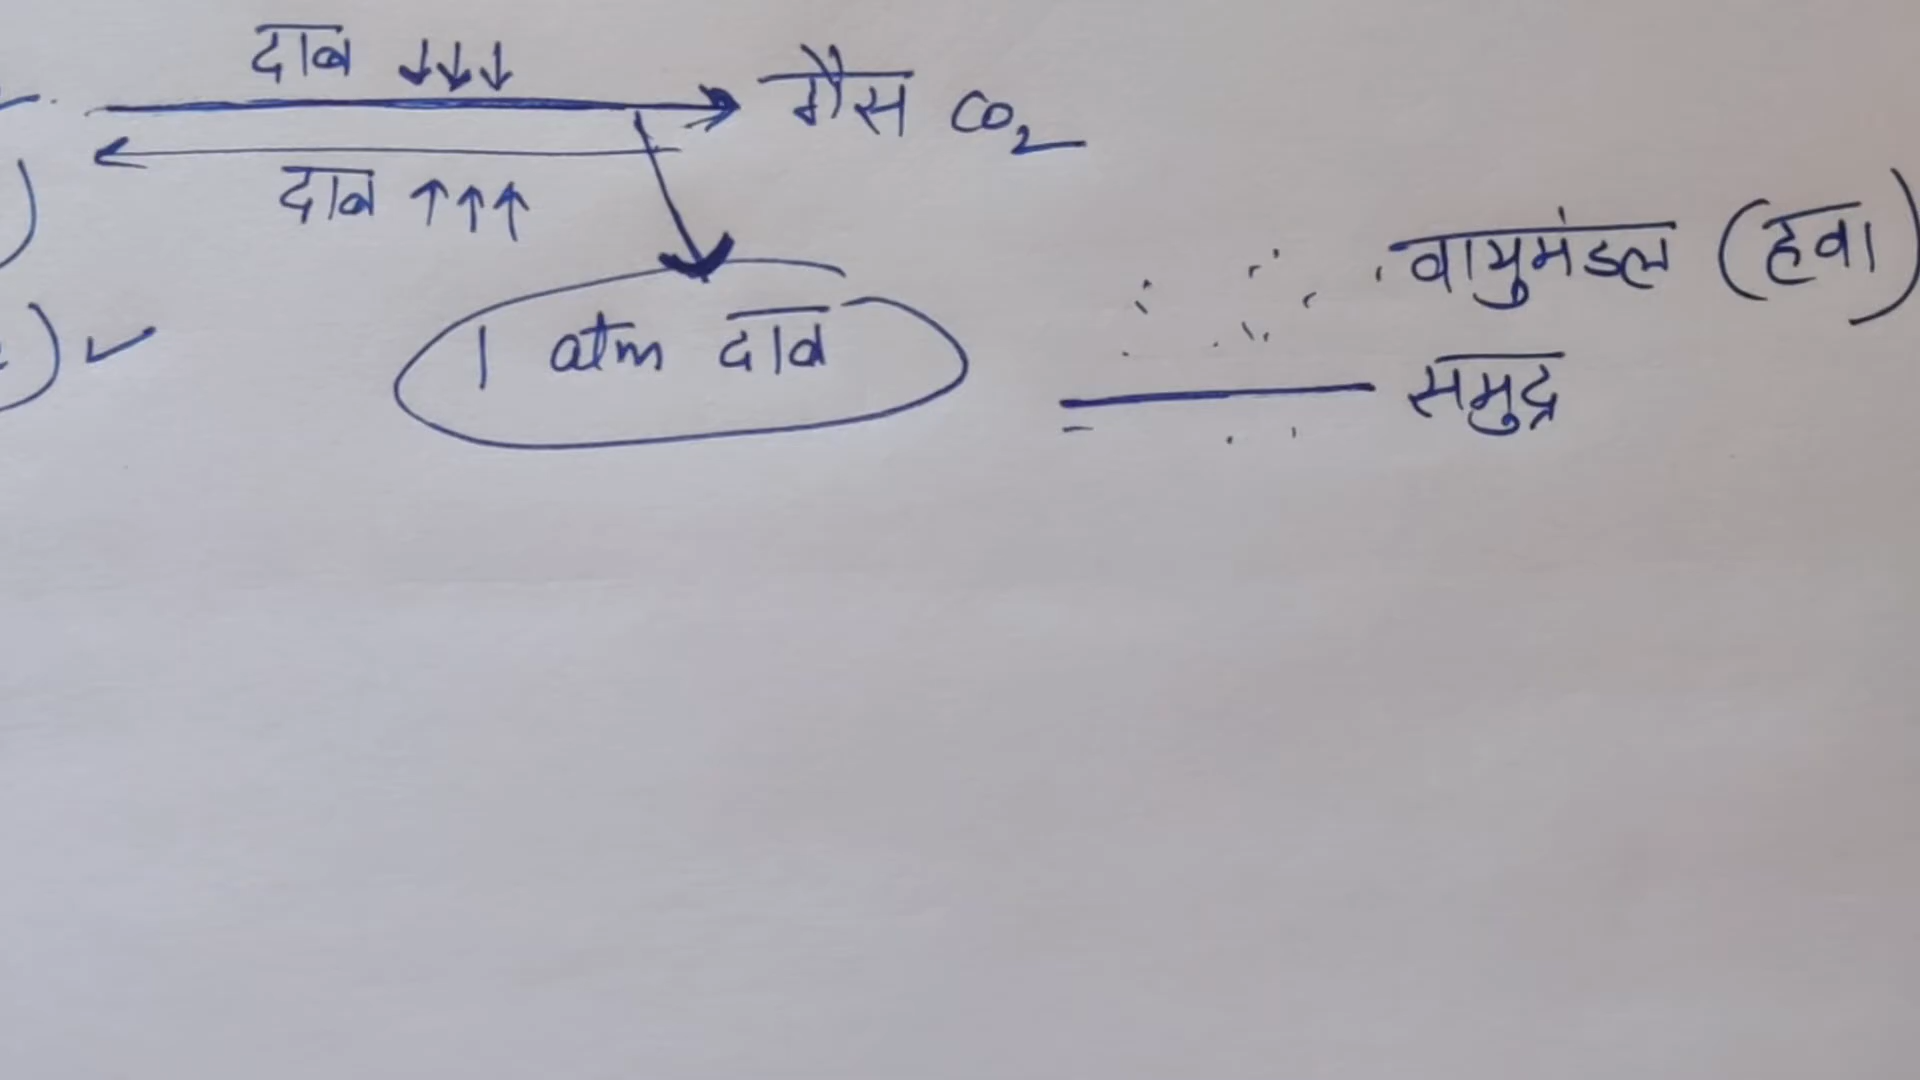 दाब ↓↓↓
गैस CO₂
दाब ↑↑↑
वायुमंडल (हवा)
1 atm दाब
समुद्र